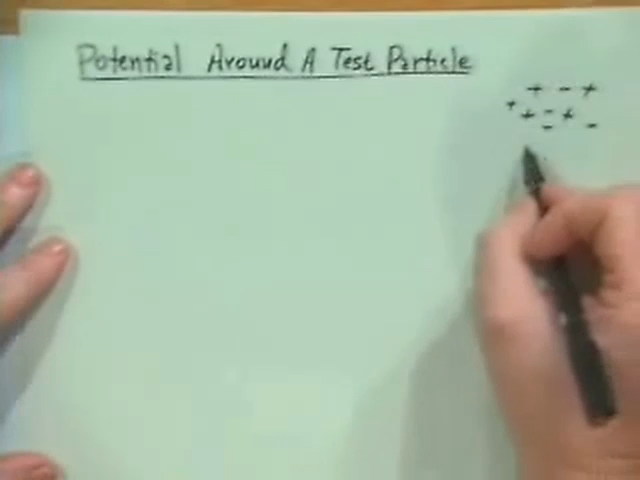 Potential Around A Test Particle
+ - +
+ + - +
- -